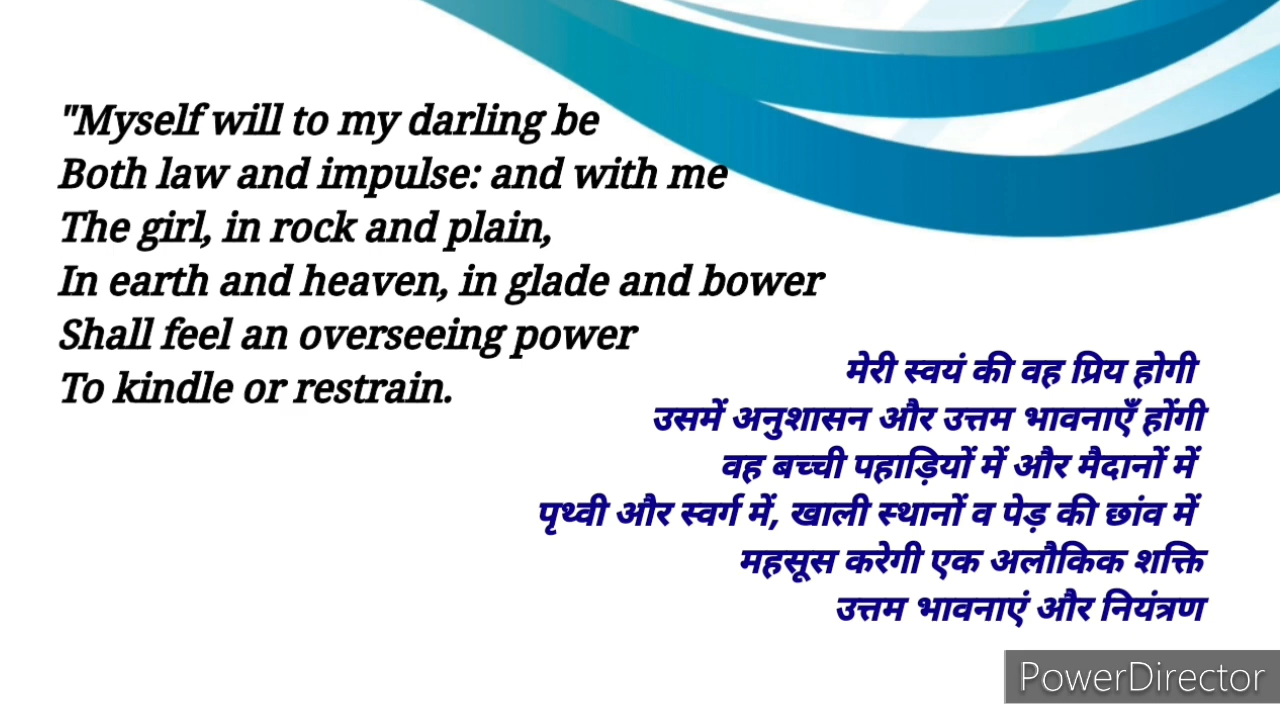 "Myself will to my darling be
Both law and impulse: and with me
The girl, in rock and plain,
In earth and heaven, in glade and bower
Shall feel an overseeing power
To kindle or restrain.
मेरी स्वयं की वह प्रिय होगी
उसमें अनुशासन और उत्तम भावनाएँ होंगी
वह बच्ची पहाड़ियों में और मैदानों में
पृथ्वी और स्वर्ग में, खाली स्थानों व पेड़ की छांव में
महसूस करेगी एक अलौकिक शक्ति
उत्तम भावनाएं और नियंत्रण
PowerDirector